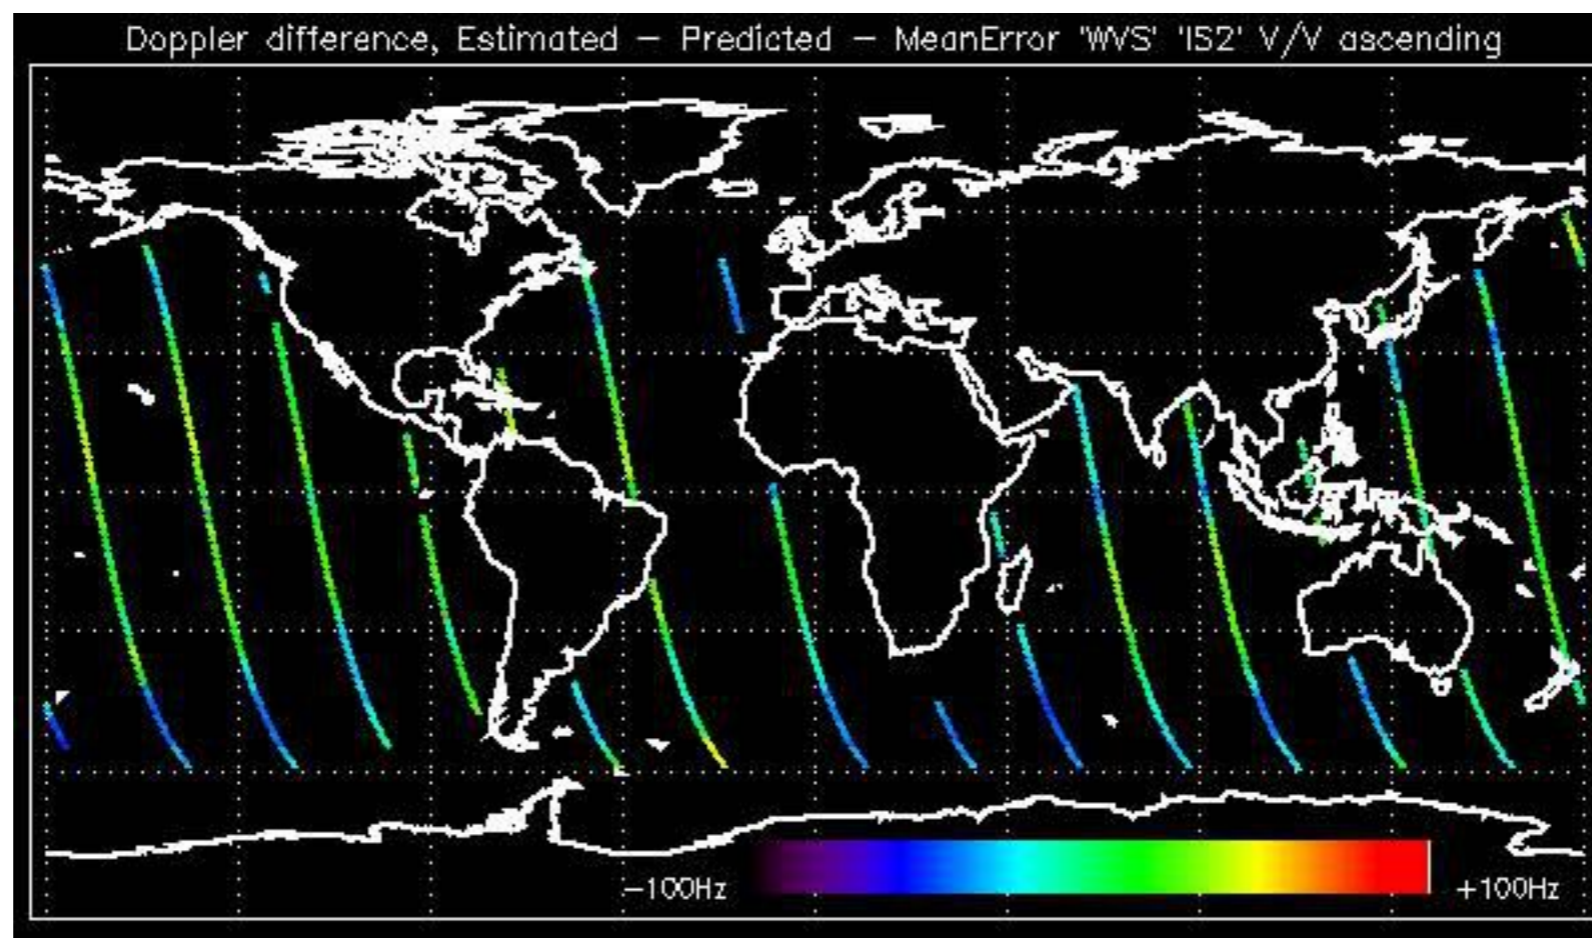 Doppler difference, Estimated – Predicted – MeanError 'WVS' 'IS2' V/V ascending
–100Hz +100Hz